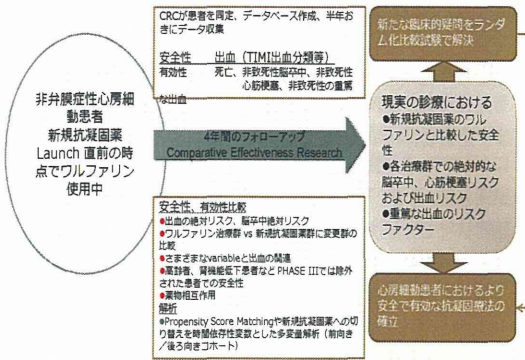 CRCが患者を同定、データベース作成、半年お
きにデータ収集
安全性 出血（TIMI出血分類等）
有効性 死亡、非致死性脳卒中、非致死性
心筋梗塞、非致死性の重篤
な出血
新たな臨床的疑問をランダ
ム化比較試験で解決
非弁膜症性心房細
動患者
新規抗凝固薬
Launch 直前の時
点でワルファリン
使用中
4年間のフォローアップ
Comparative Effectiveness Research
現実の診療における
●新規抗凝固薬のワ
ルファリンと比較した安全
性
●各治療群での絶対的な
脳卒中、心筋梗塞リスク
および出血リスク
●重篤な出血のリスク
ファクター
安全性、有効性比較
●出血の絶対リスク、脳卒中絶対リスク
●ワルファリン治療群 vs 新規抗凝固薬群に変更群の
比較
●さまざまなvariableと出血の関連
●高齢者、腎機能低下患者など PHASE IIIでは除外
された患者での安全性
●薬物相互作用
解析
●Propensity Score Matchingや新規抗凝固薬への切
り替えを時間依存性変数とした多変量解析（前向き
／後ろ向きコホート）
心房細動患者におけるより
安全で有効な抗凝固療法の
確立